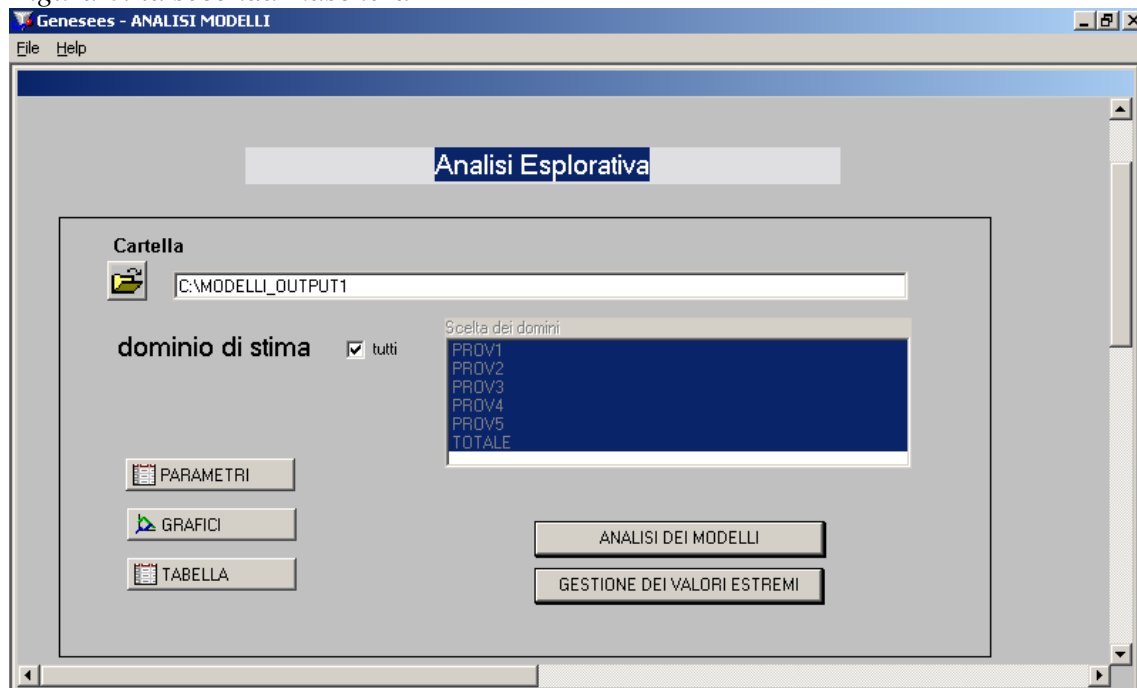 Genesees - ANALISI MODELLI
File Help
Analisi Esplorativa
Cartella
C:\MODELLI_OUTPUT1
dominio di stima
tutti
Scelta dei domini
PROV1
PROV2
PROV3
PROV4
PROV5
TOTALE
PARAMETRI
GRAFICI
TABELLA
ANALISI DEI MODELLI
GESTIONE DEI VALORI ESTREMI